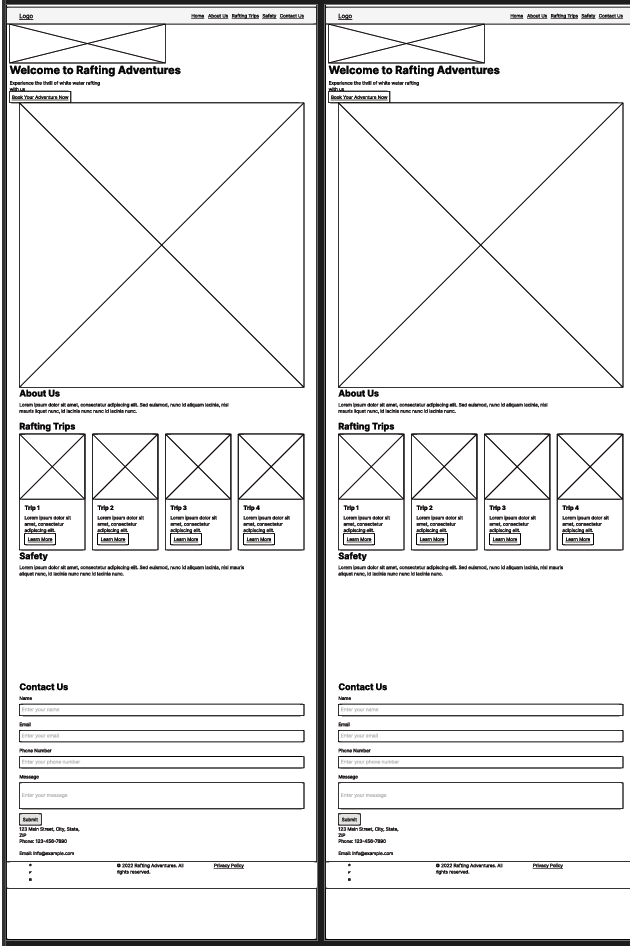 Logo
Home About Us Rafting Trips Safety Contact Us
Welcome to Rafting Adventures
Experience the thrill of white water rafting
with us
Book Your Adventure Now
About Us
Lorem ipsum dolor sit amet, consectetur adipiscing elit. Sed euismod, nunc id aliquam lacinia, nisl
mauris aliquet nunc, id lacinia nunc nunc id lacinia nunc.
Rafting Trips
Trip 1
Lorem ipsum dolor sit
amet, consectetur
adipiscing elit.
Learn More
Trip 2
Lorem ipsum dolor sit
amet, consectetur
adipiscing elit.
Learn More
Trip 3
Lorem ipsum dolor sit
amet, consectetur
adipiscing elit.
Learn More
Trip 4
Lorem ipsum dolor sit
amet, consectetur
adipiscing elit.
Learn More
Safety
Lorem ipsum dolor sit amet, consectetur adipiscing elit. Sed euismod, nunc id aliquam lacinia, nisl mauris
aliquet nunc, id lacinia nunc nunc id lacinia nunc.
Contact Us
Name
Enter your name
Email
Enter your email
Phone Number
Enter your phone number
Message
Enter your message
Submit
123 Main Street, City, State,
ZIP
Phone: 123-456-7890
Email: info@example.com
© 2022 Rafting Adventures. All
rights reserved.
Privacy Policy
Logo
Home About Us Rafting Trips Safety Contact Us
Welcome to Rafting Adventures
Experience the thrill of white water rafting
with us
Book Your Adventure Now
About Us
Lorem ipsum dolor sit amet, consectetur adipiscing elit. Sed euismod, nunc id aliquam lacinia, nisl
mauris aliquet nunc, id lacinia nunc nunc id lacinia nunc.
Rafting Trips
Trip 1
Lorem ipsum dolor sit
amet, consectetur
adipiscing elit.
Learn More
Trip 2
Lorem ipsum dolor sit
amet, consectetur
adipiscing elit.
Learn More
Trip 3
Lorem ipsum dolor sit
amet, consectetur
adipiscing elit.
Learn More
Trip 4
Lorem ipsum dolor sit
amet, consectetur
adipiscing elit.
Learn More
Safety
Lorem ipsum dolor sit amet, consectetur adipiscing elit. Sed euismod, nunc id aliquam lacinia, nisl mauris
aliquet nunc, id lacinia nunc nunc id lacinia nunc.
Contact Us
Name
Enter your name
Email
Enter your email
Phone Number
Enter your phone number
Message
Enter your message
Submit
123 Main Street, City, State,
ZIP
Phone: 123-456-7890
Email: info@example.com
© 2022 Rafting Adventures. All
rights reserved.
Privacy Policy